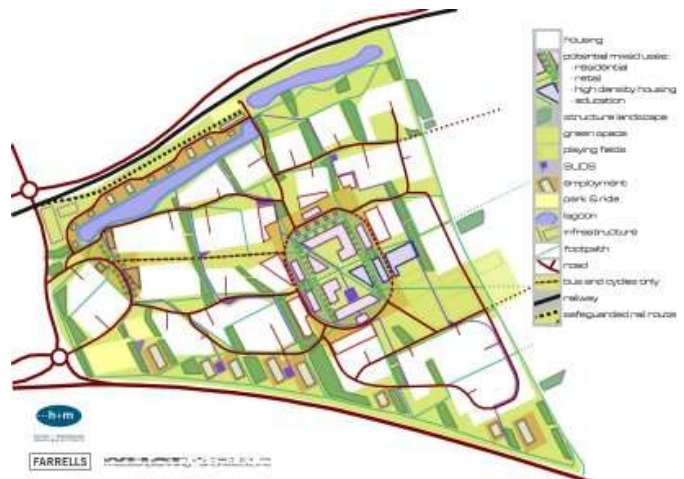 housing
potential mixed uses:
- residential
- retail
- high density housing
- education
structure landscape
green space
playing fields
SUDS
employment
park & ride
lagoon
infrastructure
footpath
road
bus and cycles only
railway
safeguarded rail route
h+m
FARRELLS